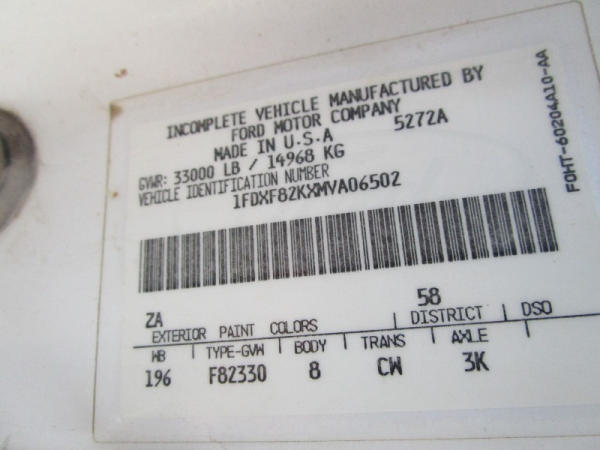 INCOMPLETE VEHICLE MANUFACTURED BY
FORD MOTOR COMPANY
MADE IN U.S.A 5272A
GVWR: 33000 LB / 14968 KG
VEHICLE IDENTIFICATION NUMBER
1FDXF82KXMVA06502
ZA 58
EXTERIOR PAINT COLORS | DISTRICT | DSO
WB | TYPE-GVW | BODY | TRANS | AXLE
196 F82330 8 CW 3K
F0HT-60204A10-AA